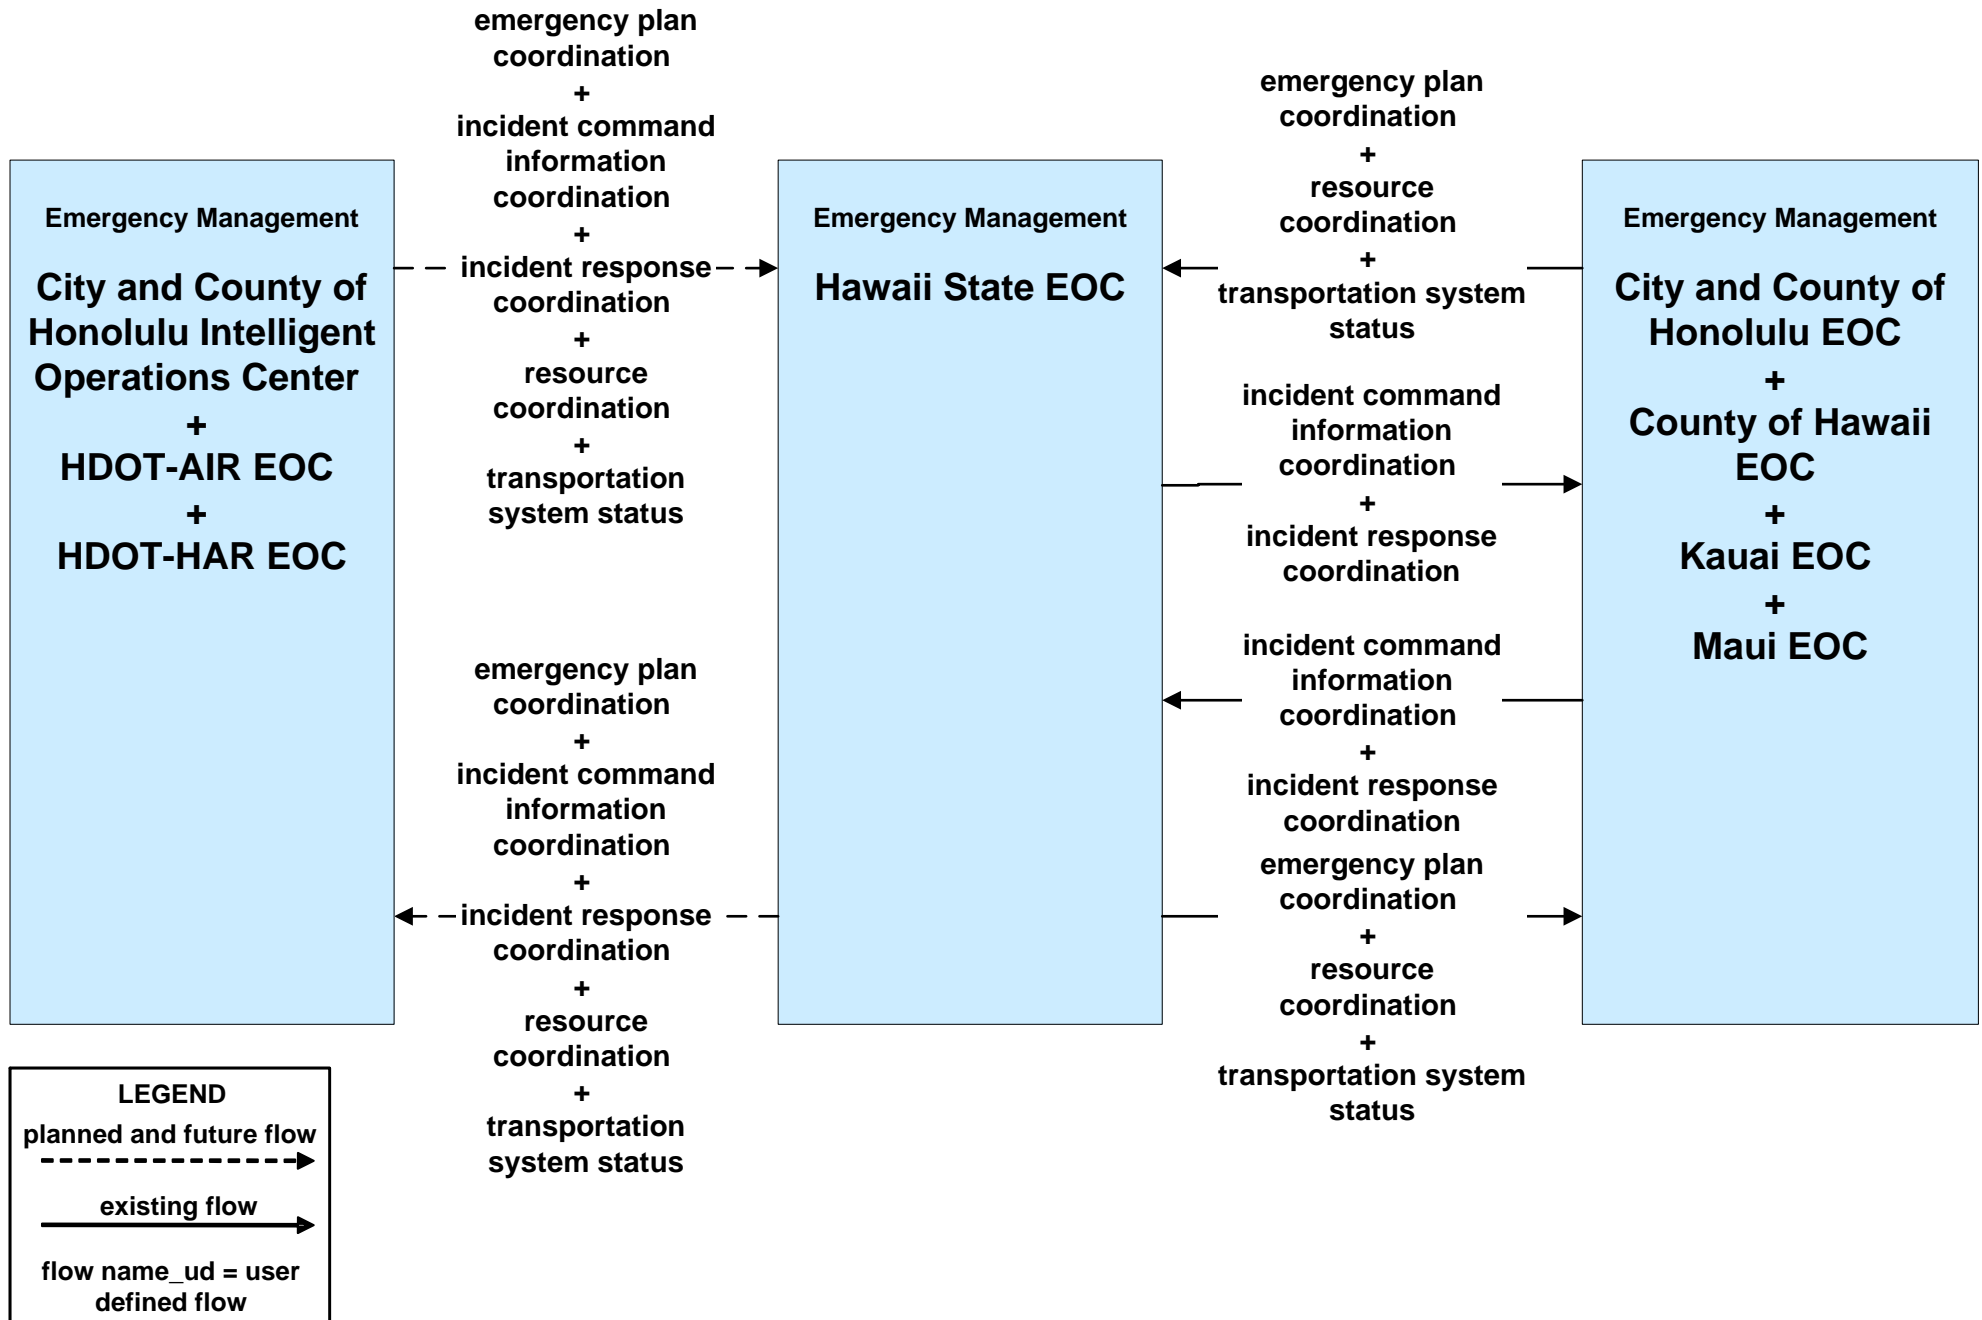 emergency plan
coordination
+
incident command
information
coordination
+
incident response
coordination
+
resource
coordination
+
transportation
system status
emergency plan
coordination
+
resource
coordination
+
transportation system
status
Emergency Management
City and County of
Honolulu Intelligent
Operations Center
+
HDOT-AIR EOC
+
HDOT-HAR EOC
Emergency Management
Hawaii State EOC
Emergency Management
City and County of
Honolulu EOC
+
County of Hawaii
EOC
+
Kauai EOC
+
Maui EOC
incident command
information
coordination
+
incident response
coordination
incident command
information
coordination
+
incident response
coordination
emergency plan
coordination
+
incident command
information
coordination
+
incident response
coordination
+
resource
coordination
+
transportation
system status
emergency plan
coordination
+
resource
coordination
+
transportation system
status
LEGEND
planned and future flow
existing flow
flow name_ud = user
defined flow